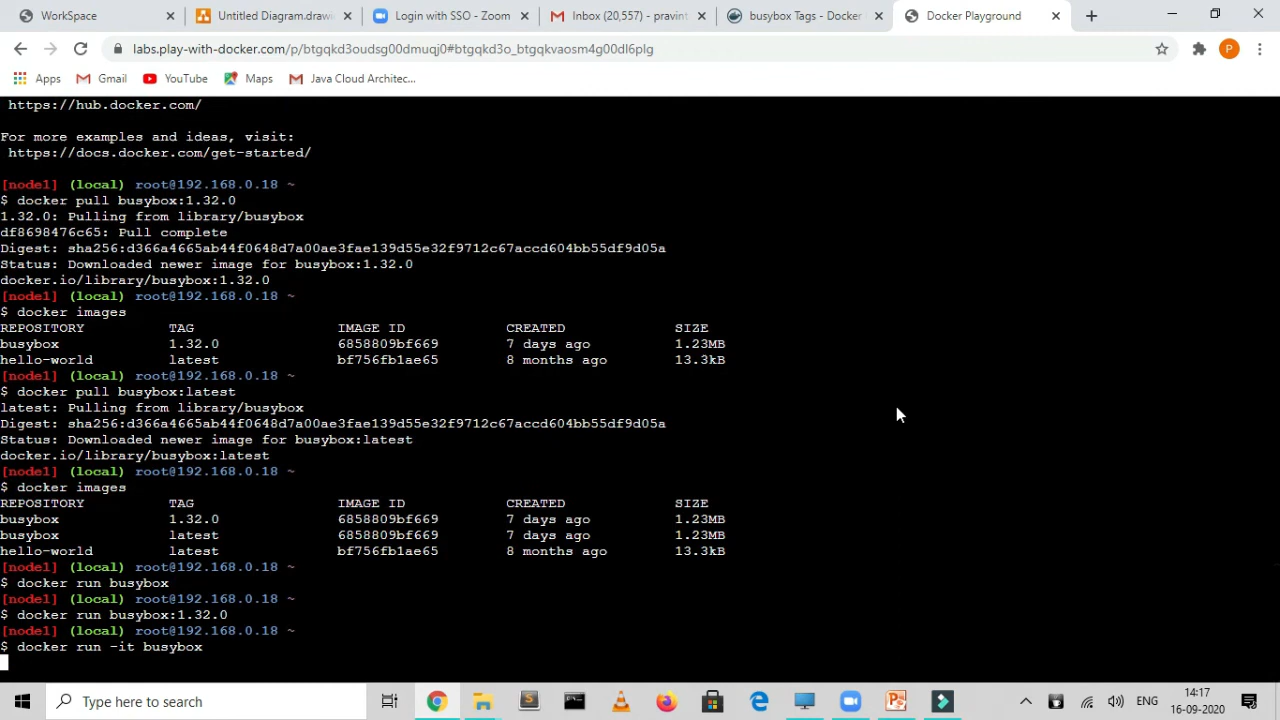 WorkSpace
Untitled Diagram.drawi
Login with SSO - Zoom
Inbox (20,557) - pravint
busybox Tags - Docker
Docker Playground
labs.play-with-docker.com/p/btgqkd3oudsg00dmuqj0#btgqkd3o_btgqkvaosm4g00dl6plg
P
Apps
Gmail
YouTube
Maps
Java Cloud Architec...
https://hub.docker.com/
For more examples and ideas, visit:
https://docs.docker.com/get-started/
[node1] (local) root@192.168.0.18 ~
$ docker pull busybox:1.32.0
1.32.0: Pulling from library/busybox
df8698476c65: Pull complete
Digest: sha256:d366a4665ab44f0648d7a00ae3fae139d55e32f9712c67accd604bb55df9d05a
Status: Downloaded newer image for busybox:1.32.0
docker.io/library/busybox:1.32.0
[node1] (local) root@192.168.0.18 ~
$ docker images
REPOSITORY TAG IMAGE ID CREATED SIZE
busybox 1.32.0 6858809bf669 7 days ago 1.23MB
hello-world latest bf756fb1ae65 8 months ago 13.3kB
[node1] (local) root@192.168.0.18 ~
$ docker pull busybox:latest
latest: Pulling from library/busybox
Digest: sha256:d366a4665ab44f0648d7a00ae3fae139d55e32f9712c67accd604bb55df9d05a
Status: Downloaded newer image for busybox:latest
docker.io/library/busybox:latest
[node1] (local) root@192.168.0.18 ~
$ docker images
REPOSITORY TAG IMAGE ID CREATED SIZE
busybox 1.32.0 6858809bf669 7 days ago 1.23MB
busybox latest 6858809bf669 7 days ago 1.23MB
hello-world latest bf756fb1ae65 8 months ago 13.3kB
[node1] (local) root@192.168.0.18 ~
$ docker run busybox
[node1] (local) root@192.168.0.18 ~
$ docker run busybox:1.32.0
[node1] (local) root@192.168.0.18 ~
$ docker run -it busybox
Type here to search
ENG
14:17
16-09-2020